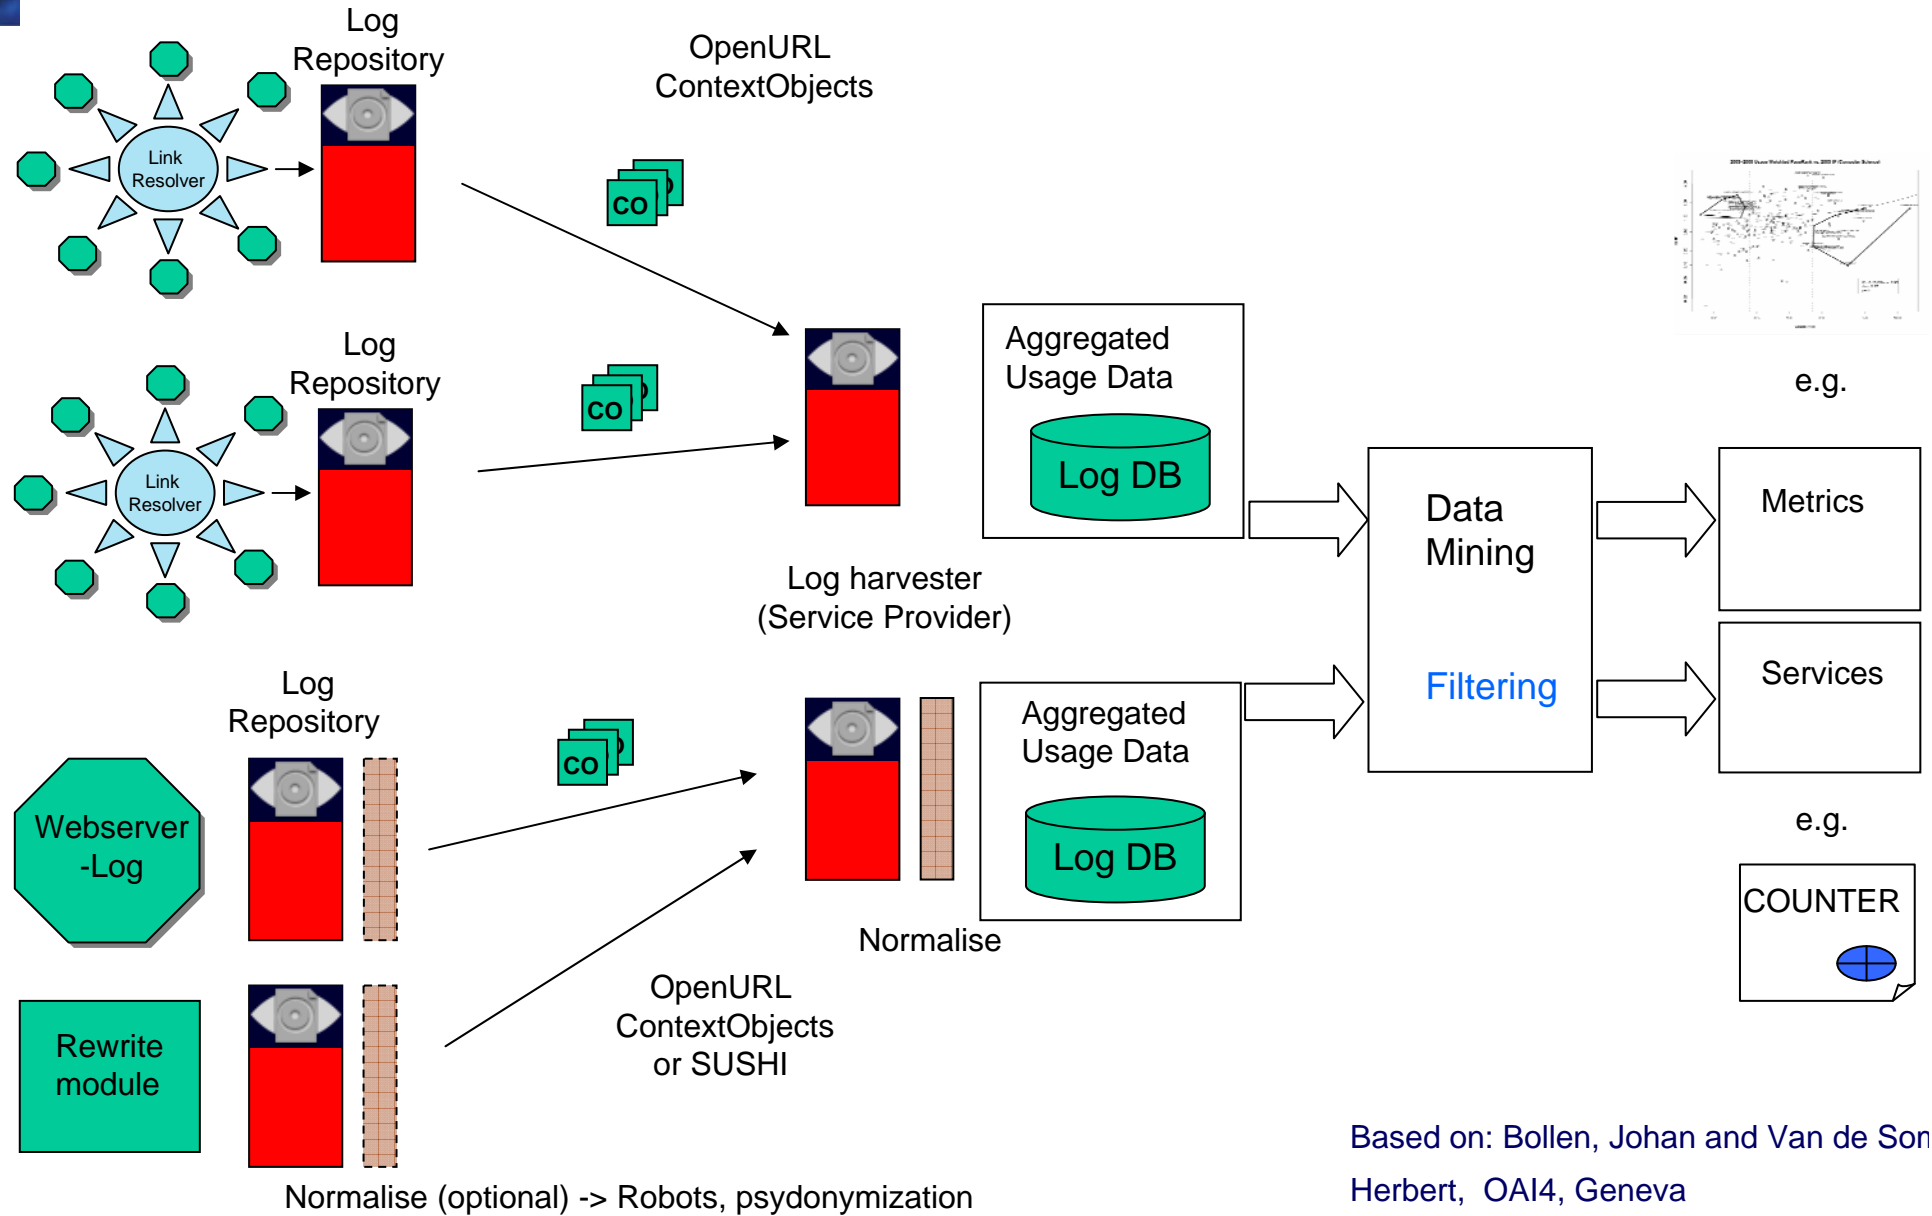 Log
Repository
OpenURL
ContextObjects
Link
Resolver
CO
Log
Repository
Link
Resolver
CO
Aggregated
Usage Data
Log DB
e.g.
Data
Mining
Filtering
Metrics
Services
Log harvester
(Service Provider)
Log
Repository
CO
Aggregated
Usage Data
Log DB
Webserver
-Log
Normalise
e.g.
COUNTER
OpenURL
ContextObjects
or SUSHI
Rewrite
module
Based on: Bollen, Johan and Van de
Herbert, OAI4, Geneva
Normalise (optional) -> Robots, psydonymization